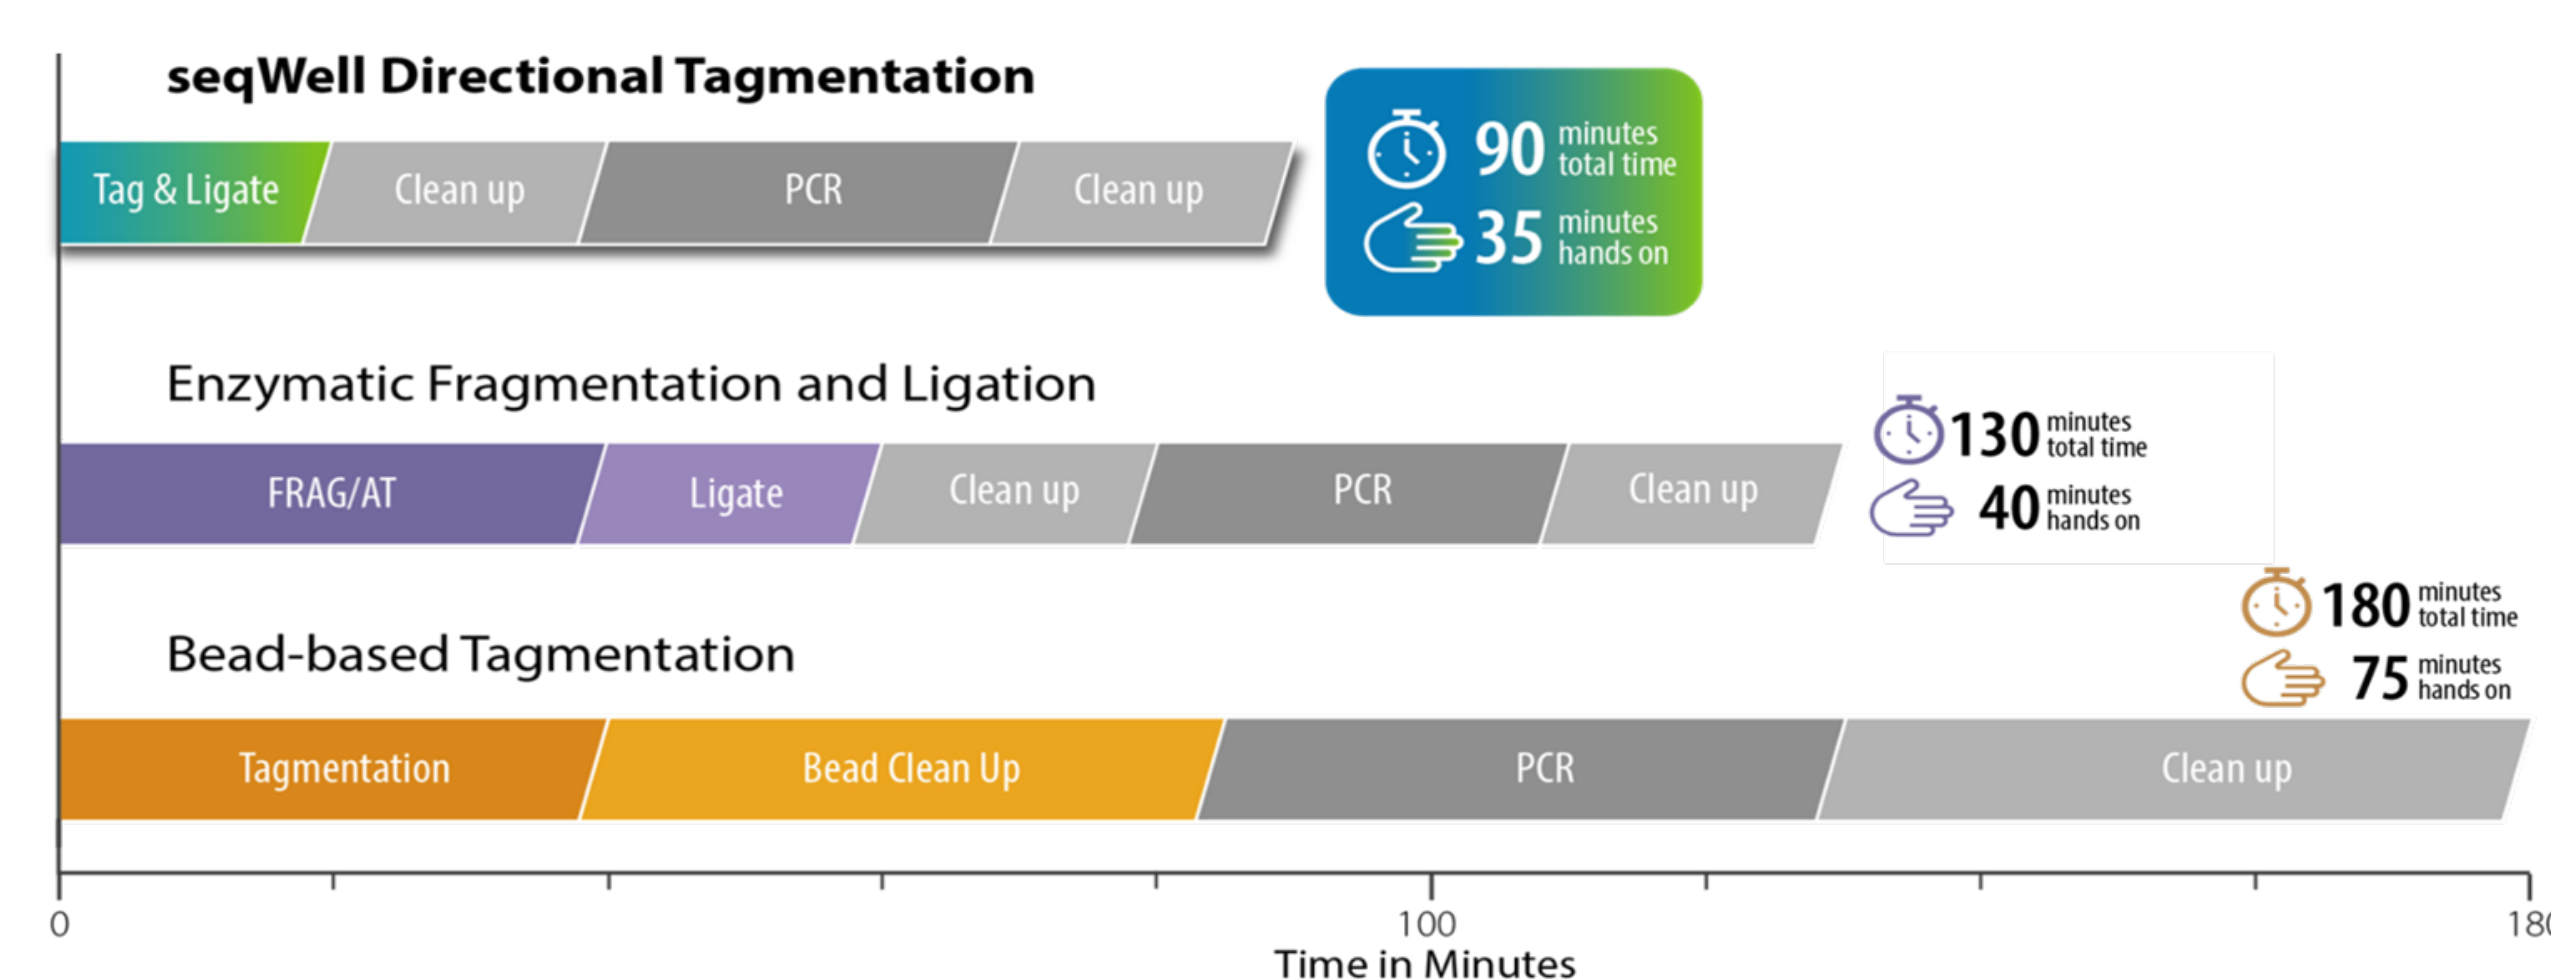 seqWell Directional Tagmentation
Tag & Ligate Clean up PCR Clean up
90 minutes total time
35 minutes hands on
Enzymatic Fragmentation and Ligation
FRAG/AT Ligate Clean up PCR Clean up
130 minutes total time
40 minutes hands on
180 minutes total time
75 minutes hands on
Bead-based Tagmentation
Tagmentation Bead Clean Up PCR Clean up
0 100 180
Time in Minutes